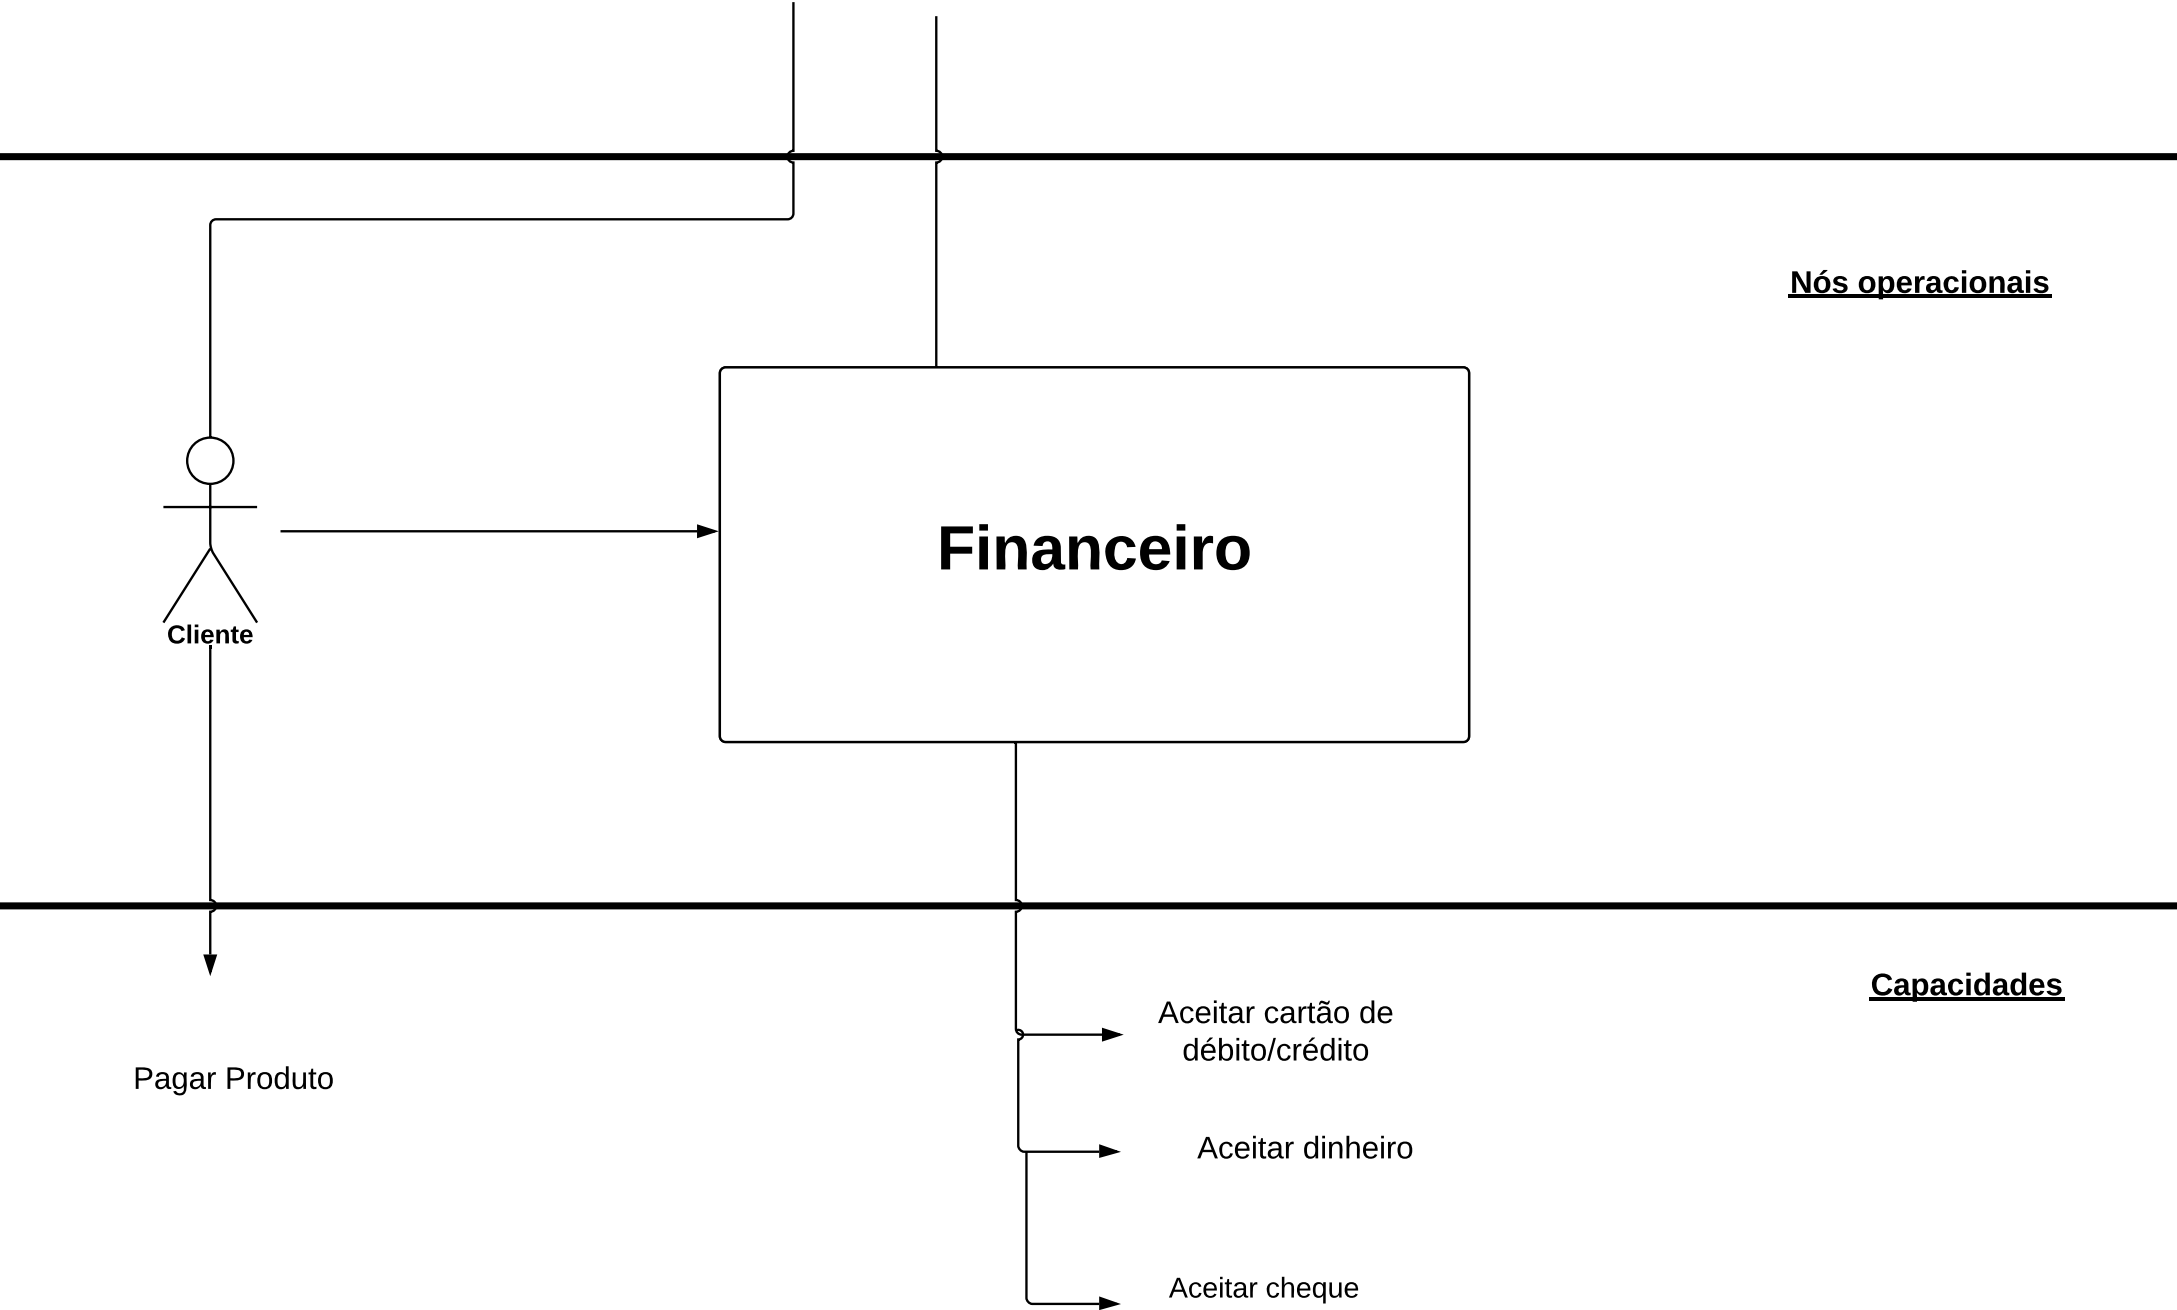 Nós operacionais
Financeiro
Cliente
Capacidades
Aceitar cartão de
débito/crédito
Pagar Produto
Aceitar dinheiro
Aceitar cheque